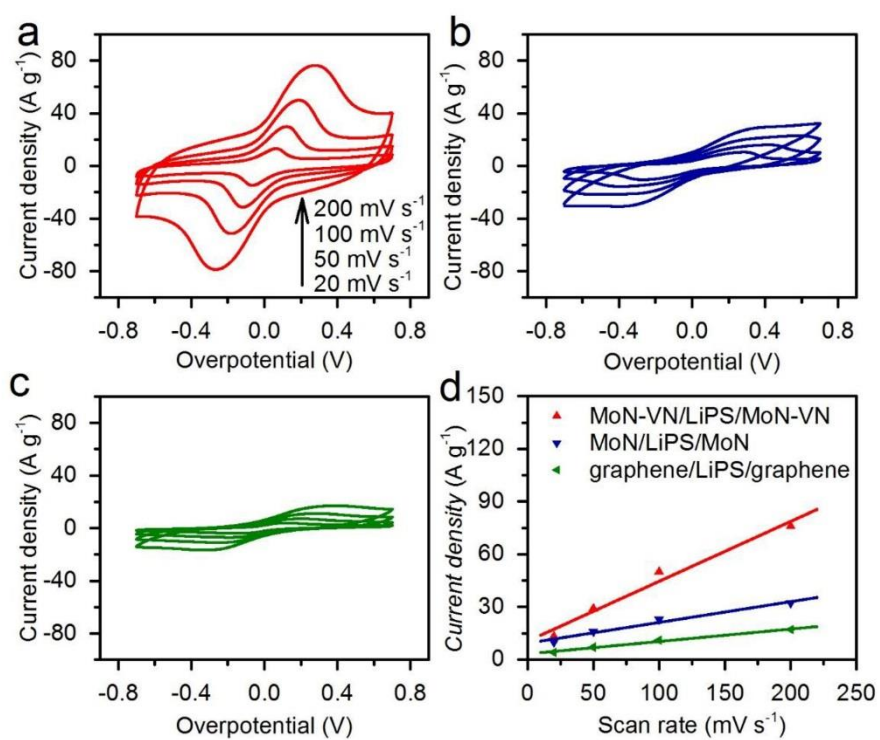 a
Current density (A g⁻¹)
80
40
0
-40
-80
-0.8 -0.4 0.0 0.4 0.8
Overpotential (V)
200 mV s⁻¹
100 mV s⁻¹
50 mV s⁻¹
20 mV s⁻¹
b
Current density (A g⁻¹)
80
40
0
-40
-80
-0.8 -0.4 0.0 0.4 0.8
Overpotential (V)
c
Current density (A g⁻¹)
80
40
0
-40
-80
-0.8 -0.4 0.0 0.4 0.8
Overpotential (V)
d
Current density (A g⁻¹)
150
120
90
60
30
0
0 50 100 150 200 250
Scan rate (mV s⁻¹)
MoN-VN/LiPS/MoN-VN
MoN/LiPS/MoN
graphene/LiPS/graphene